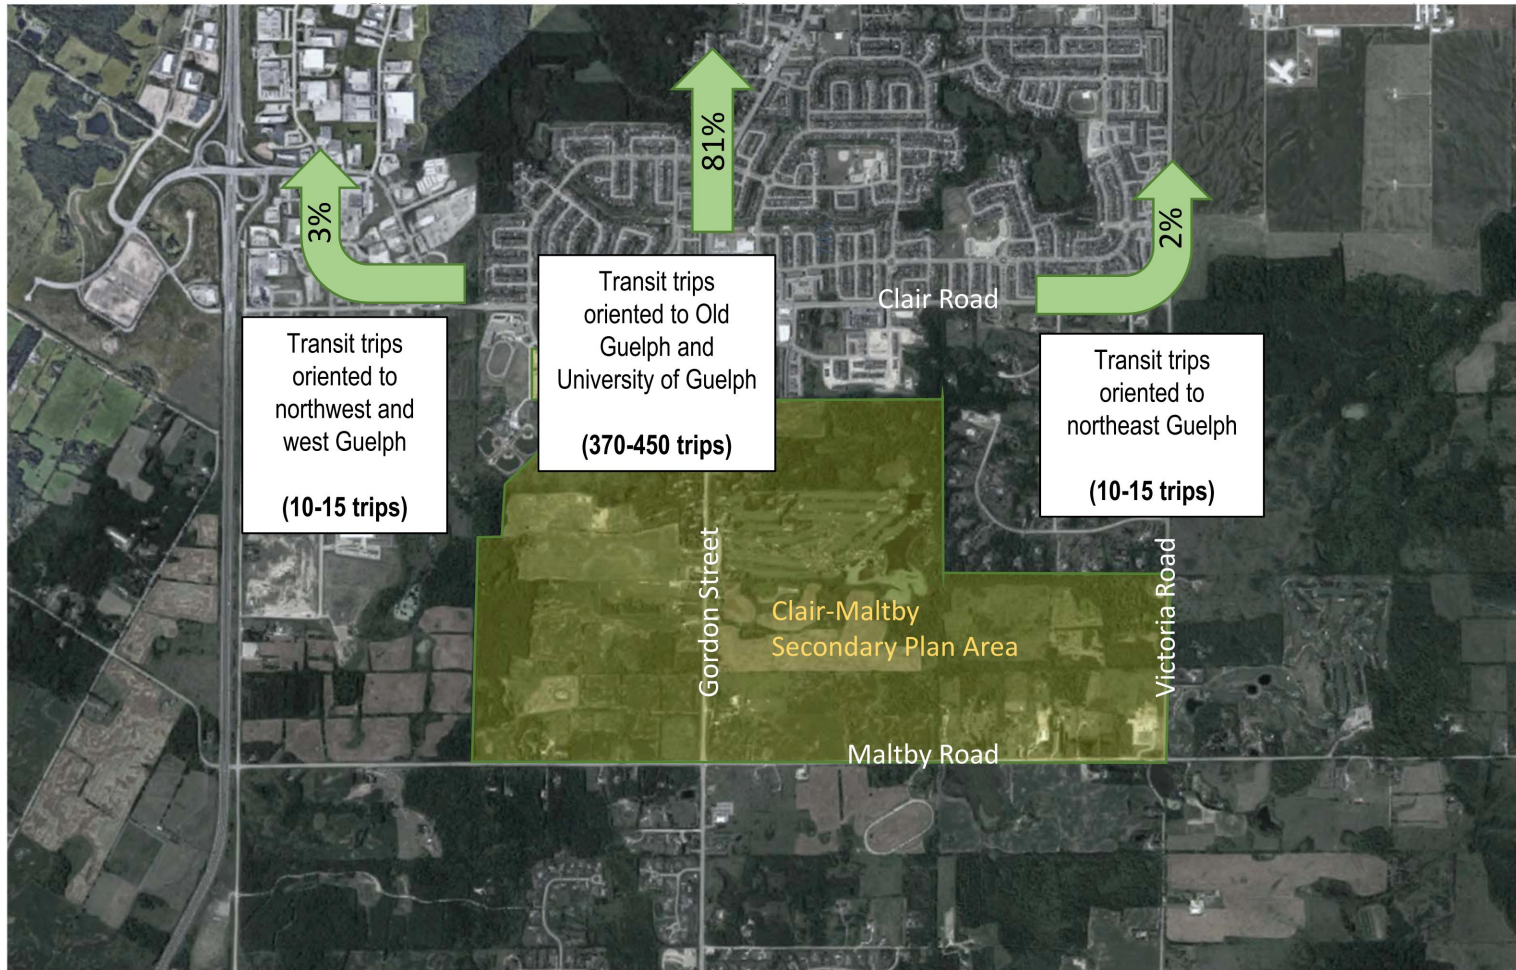 81%
3%
2%
Transit trips
oriented to Old
Guelph and
University of Guelph
(370-450 trips)
Clair Road
Transit trips
oriented to
northwest and
west Guelph
(10-15 trips)
Transit trips
oriented to
northeast Guelph
(10-15 trips)
Gordon Street
Clair-Maltby
Secondary Plan Area
Victoria Road
Maltby Road